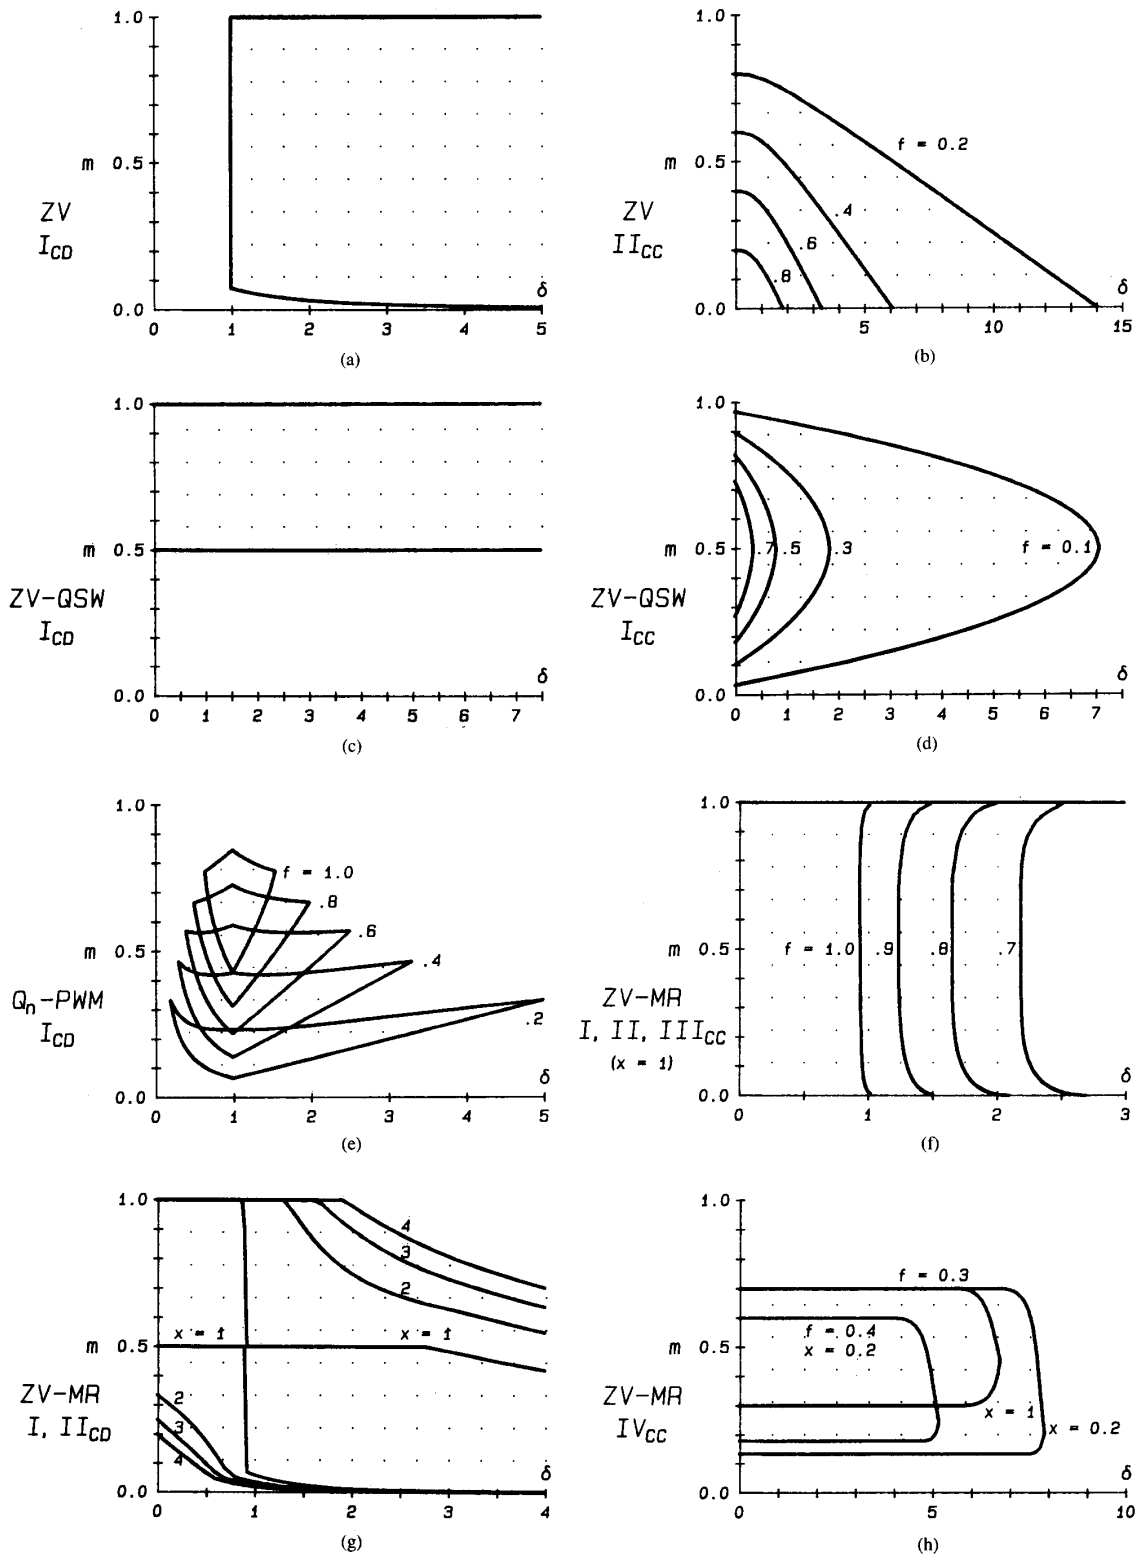 1.0
m 0.5
ZV
I_CD
0.0
δ
0 1 2 3 4 5
(a)
1.0
m 0.5
ZV
II_CC
0.0
f = 0.2
.4
.6
.8
δ
0 5 10 15
(b)
1.0
m 0.5
ZV-QSW
I_CD
0.0
δ
0 1 2 3 4 5 6 7
(c)
1.0
m 0.5
ZV-QSW
I_CC
0.0
.7 .5 .3 f = 0.1
δ
0 1 2 3 4 5 6 7
(d)
1.0
m 0.5
Qn-PWM
I_CD
0.0
f = 1.0
.8
.6
.4
.2
δ
0 1 2 3 4 5
(e)
1.0
m 0.5
ZV-MR
I, II, III_CC
(x = 1)
0.0
f = 1.0 .9 .8 .7
δ
0 1 2 3
(f)
1.0
m 0.5
ZV-MR
I, II_CD
0.0
4
3
2
x = 1 x = 1
2
3
4
δ
0 1 2 3 4
(g)
1.0
m 0.5
ZV-MR
IV_CC
0.0
f = 0.3
f = 0.4
x = 0.2
x = 1
x = 0.2
δ
0 5 10
(h)